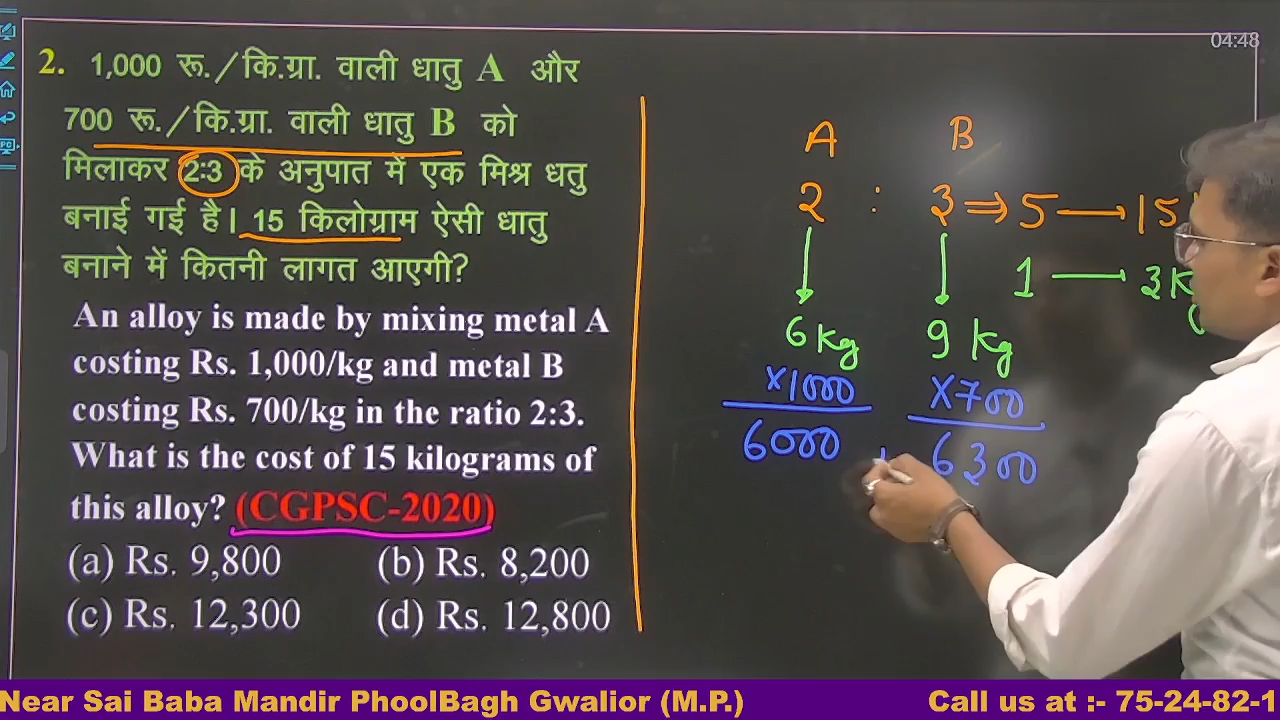 04:48
2. 1,000 रू./कि.ग्रा. वाली धातु A और
700 रू./कि.ग्रा. वाली धातु B को
मिलाकर 2:3 के अनुपात में एक मिश्र धतु
बनाई गई है। 15 किलोग्राम ऐसी धातु
बनाने में कितनी लागत आएगी?
An alloy is made by mixing metal A
costing Rs. 1,000/kg and metal B
costing Rs. 700/kg in the ratio 2:3.
What is the cost of 15 kilograms of
this alloy? (CGPSC-2020)
(a) Rs. 9,800 (b) Rs. 8,200
(c) Rs. 12,300 (d) Rs. 12,800
A B
2 : 3 ⇒ 5 → 15
1 → 3 Kg
6 Kg 9 Kg
x1000 x700
6000 + 6300
Near Sai Baba Mandir PhoolBagh Gwalior (M.P.) Call us at :- 75-24-82-1